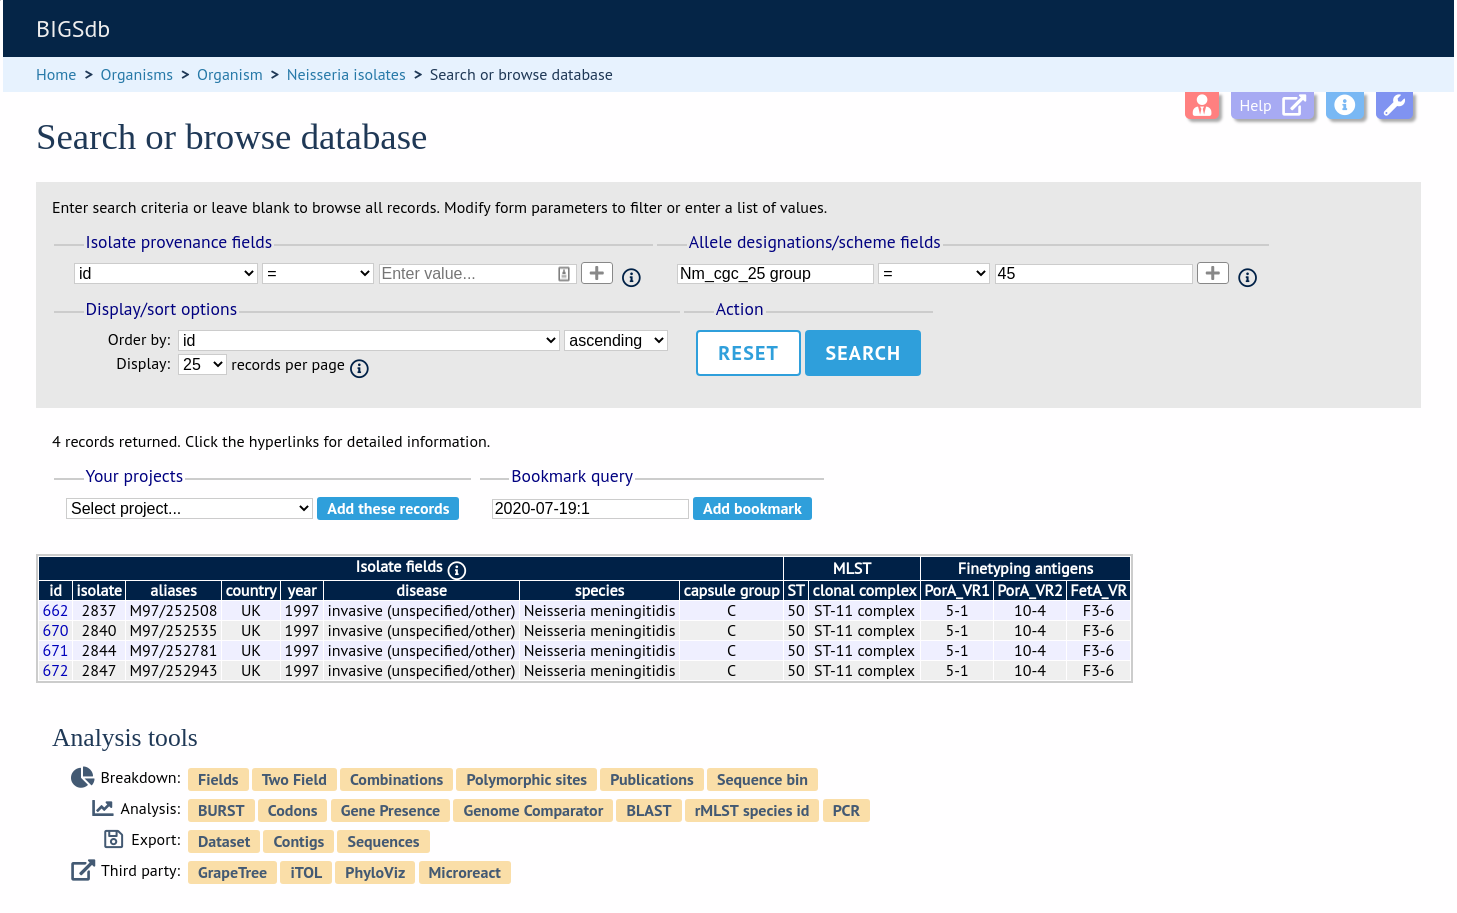 BIGSdb
Home > Organisms > Organism > Neisseria isolates > Search or browse database
Help
Search or browse database
Enter search criteria or leave blank to browse all records. Modify form parameters to filter or enter a list of values.
Isolate provenance fields
Allele designations/scheme fields
id = Enter value... +
Nm_cgc_25 group = 45 +
Display/sort options
Action
Order by: id ascending
RESET SEARCH
Display: 25 records per page
4 records returned. Click the hyperlinks for detailed information.
Your projects
Bookmark query
Select project... Add these records
2020-07-19:1 Add bookmark
Isolate fields MLST Finetyping antigens
id isolate aliases country year disease species capsule group ST clonal complex PorA_VR1 PorA_VR2 FetA_VR
662 2837 M97/252508 UK 1997 invasive (unspecified/other) Neisseria meningitidis C 50 ST-11 complex 5-1 10-4 F3-6
670 2840 M97/252535 UK 1997 invasive (unspecified/other) Neisseria meningitidis C 50 ST-11 complex 5-1 10-4 F3-6
671 2844 M97/252781 UK 1997 invasive (unspecified/other) Neisseria meningitidis C 50 ST-11 complex 5-1 10-4 F3-6
672 2847 M97/252943 UK 1997 invasive (unspecified/other) Neisseria meningitidis C 50 ST-11 complex 5-1 10-4 F3-6
Analysis tools
Breakdown: Fields Two Field Combinations Polymorphic sites Publications Sequence bin
Analysis: BURST Codons Gene Presence Genome Comparator BLAST rMLST species id PCR
Export: Dataset Contigs Sequences
Third party: GrapeTree iTOL PhyloViz Microreact